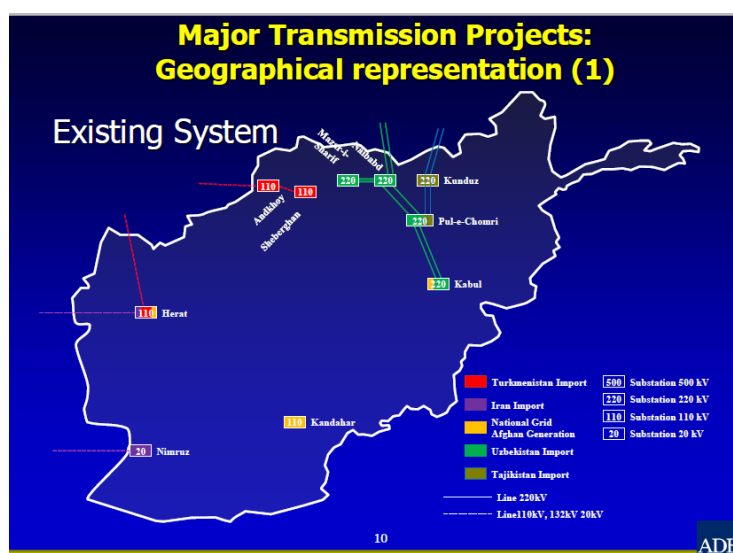 Major Transmission Projects:
Geographical representation (1)
Existing System
Mazar-i-
Sharif
Naibabd
220
220
220
Kunduz
110
110
Andkhoy
Sheberghan
220
Pul-e-Chomri
220
Kabul
110
Herat
110
Kandahar
20
Nimruz
Turkmenistan Import
Iran Import
National Grid
Afghan Generation
Uzbekistan Import
Tajikistan Import
500 Substation 500 kV
220 Substation 220 kV
110 Substation 110 kV
20 Substation 20 kV
Line 220kV
Line110kV, 132kV 20kV
10